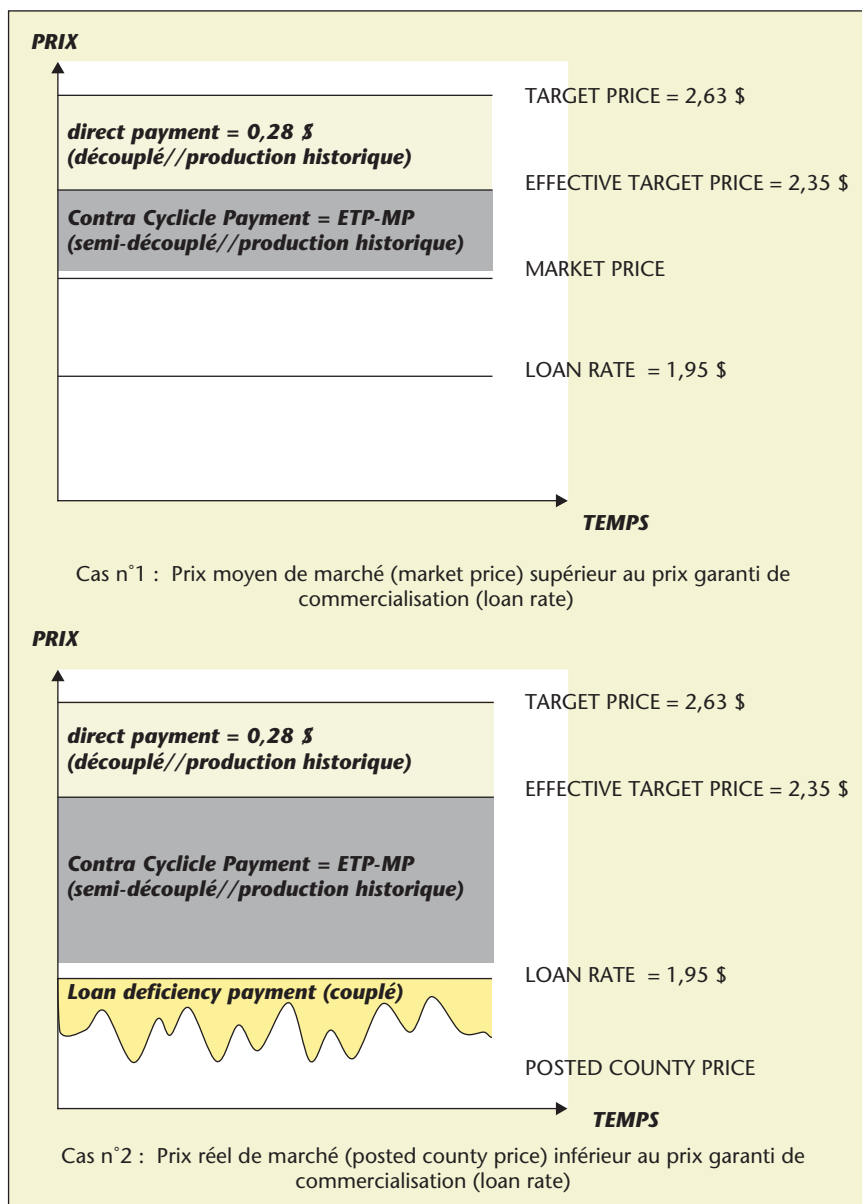 PRIX
TARGET PRICE = 2,63 $
direct payment = 0,28 $
(découplé//production historique)
EFFECTIVE TARGET PRICE = 2,35 $
Contra Cyclicle Payment = ETP-MP
(semi-découplé//production historique)
MARKET PRICE
LOAN RATE = 1,95 $
TEMPS
Cas n°1 : Prix moyen de marché (market price) supérieur au prix garanti de
commercialisation (loan rate)
PRIX
TARGET PRICE = 2,63 $
direct payment = 0,28 $
(découplé//production historique)
EFFECTIVE TARGET PRICE = 2,35 $
Contra Cyclicle Payment = ETP-MP
(semi-découplé//production historique)
LOAN RATE = 1,95 $
Loan deficiency payment (couplé)
POSTED COUNTY PRICE
TEMPS
Cas n°2 : Prix réel de marché (posted county price) inférieur au prix garanti de
commercialisation (loan rate)